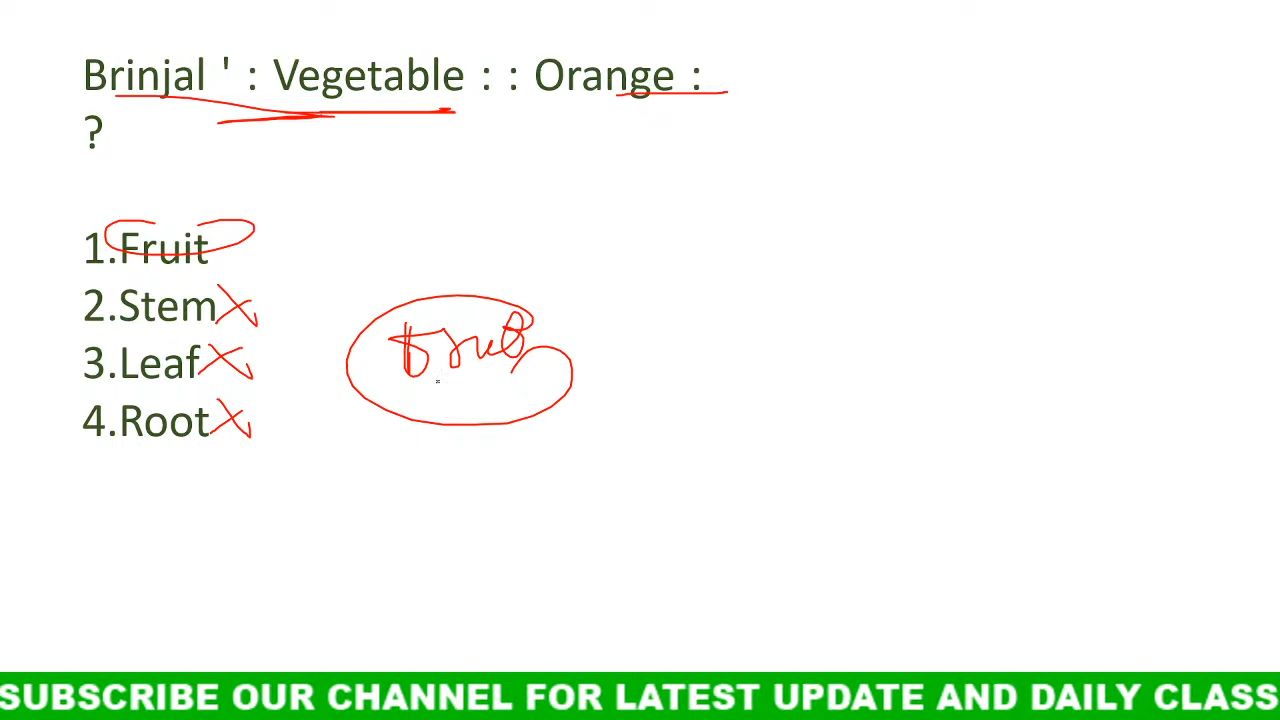 Brinjal ' : Vegetable : : Orange :
?
1.Fruit
2.Stem
3.Leaf
4.Root
SUBSCRIBE OUR CHANNEL FOR LATEST UPDATE AND DAILY CLASS